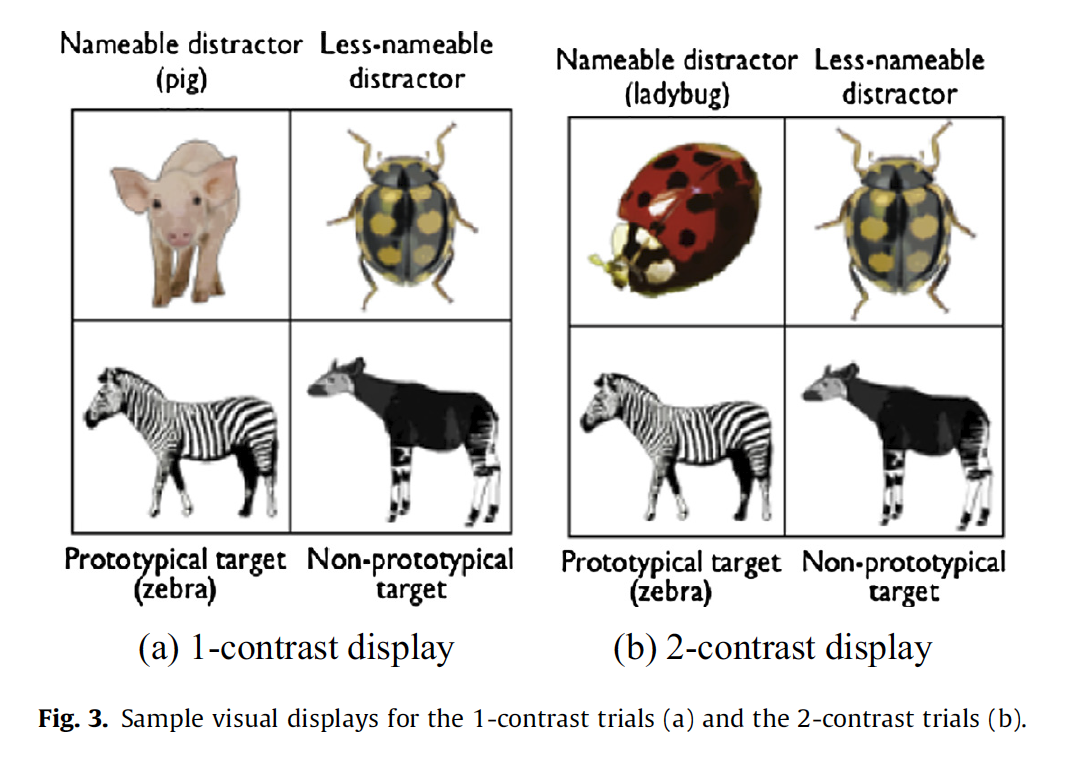 Nameable distractor
(pig)
Less-nameable
distractor
Prototypical target
(zebra)
Non-prototypical
target
(a) 1-contrast display
Nameable distractor
(ladybug)
Less-nameable
distractor
Prototypical target
(zebra)
Non-prototypical
target
(b) 2-contrast display
Fig. 3. Sample visual displays for the 1-contrast trials (a) and the 2-contrast trials (b).